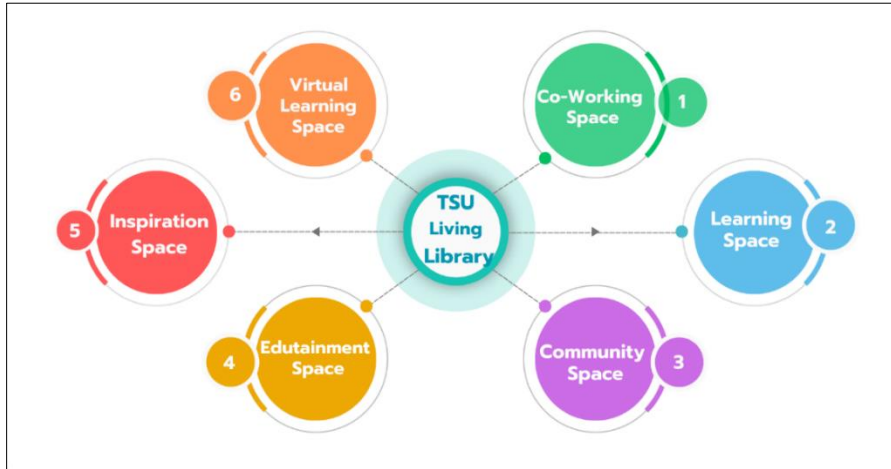 TSU
Living
Library
Co-Working
Space
1
Learning
Space
2
Community
Space
3
Edutainment
Space
4
Inspiration
Space
5
Virtual
Learning
Space
6